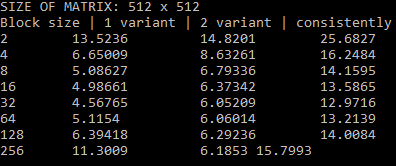 SIZE OF MATRIX: 512 x 512
Block size | 1 variant | 2 variant | consistently
2 13.5236 14.8201 25.6827
4 6.65009 8.63261 16.2484
8 5.08627 6.79336 14.1595
16 4.98661 6.37342 13.5865
32 4.56765 6.05209 12.9716
64 5.1154 6.06014 13.2139
128 6.39418 6.29236 14.0084
256 11.3009 6.1853 15.7993